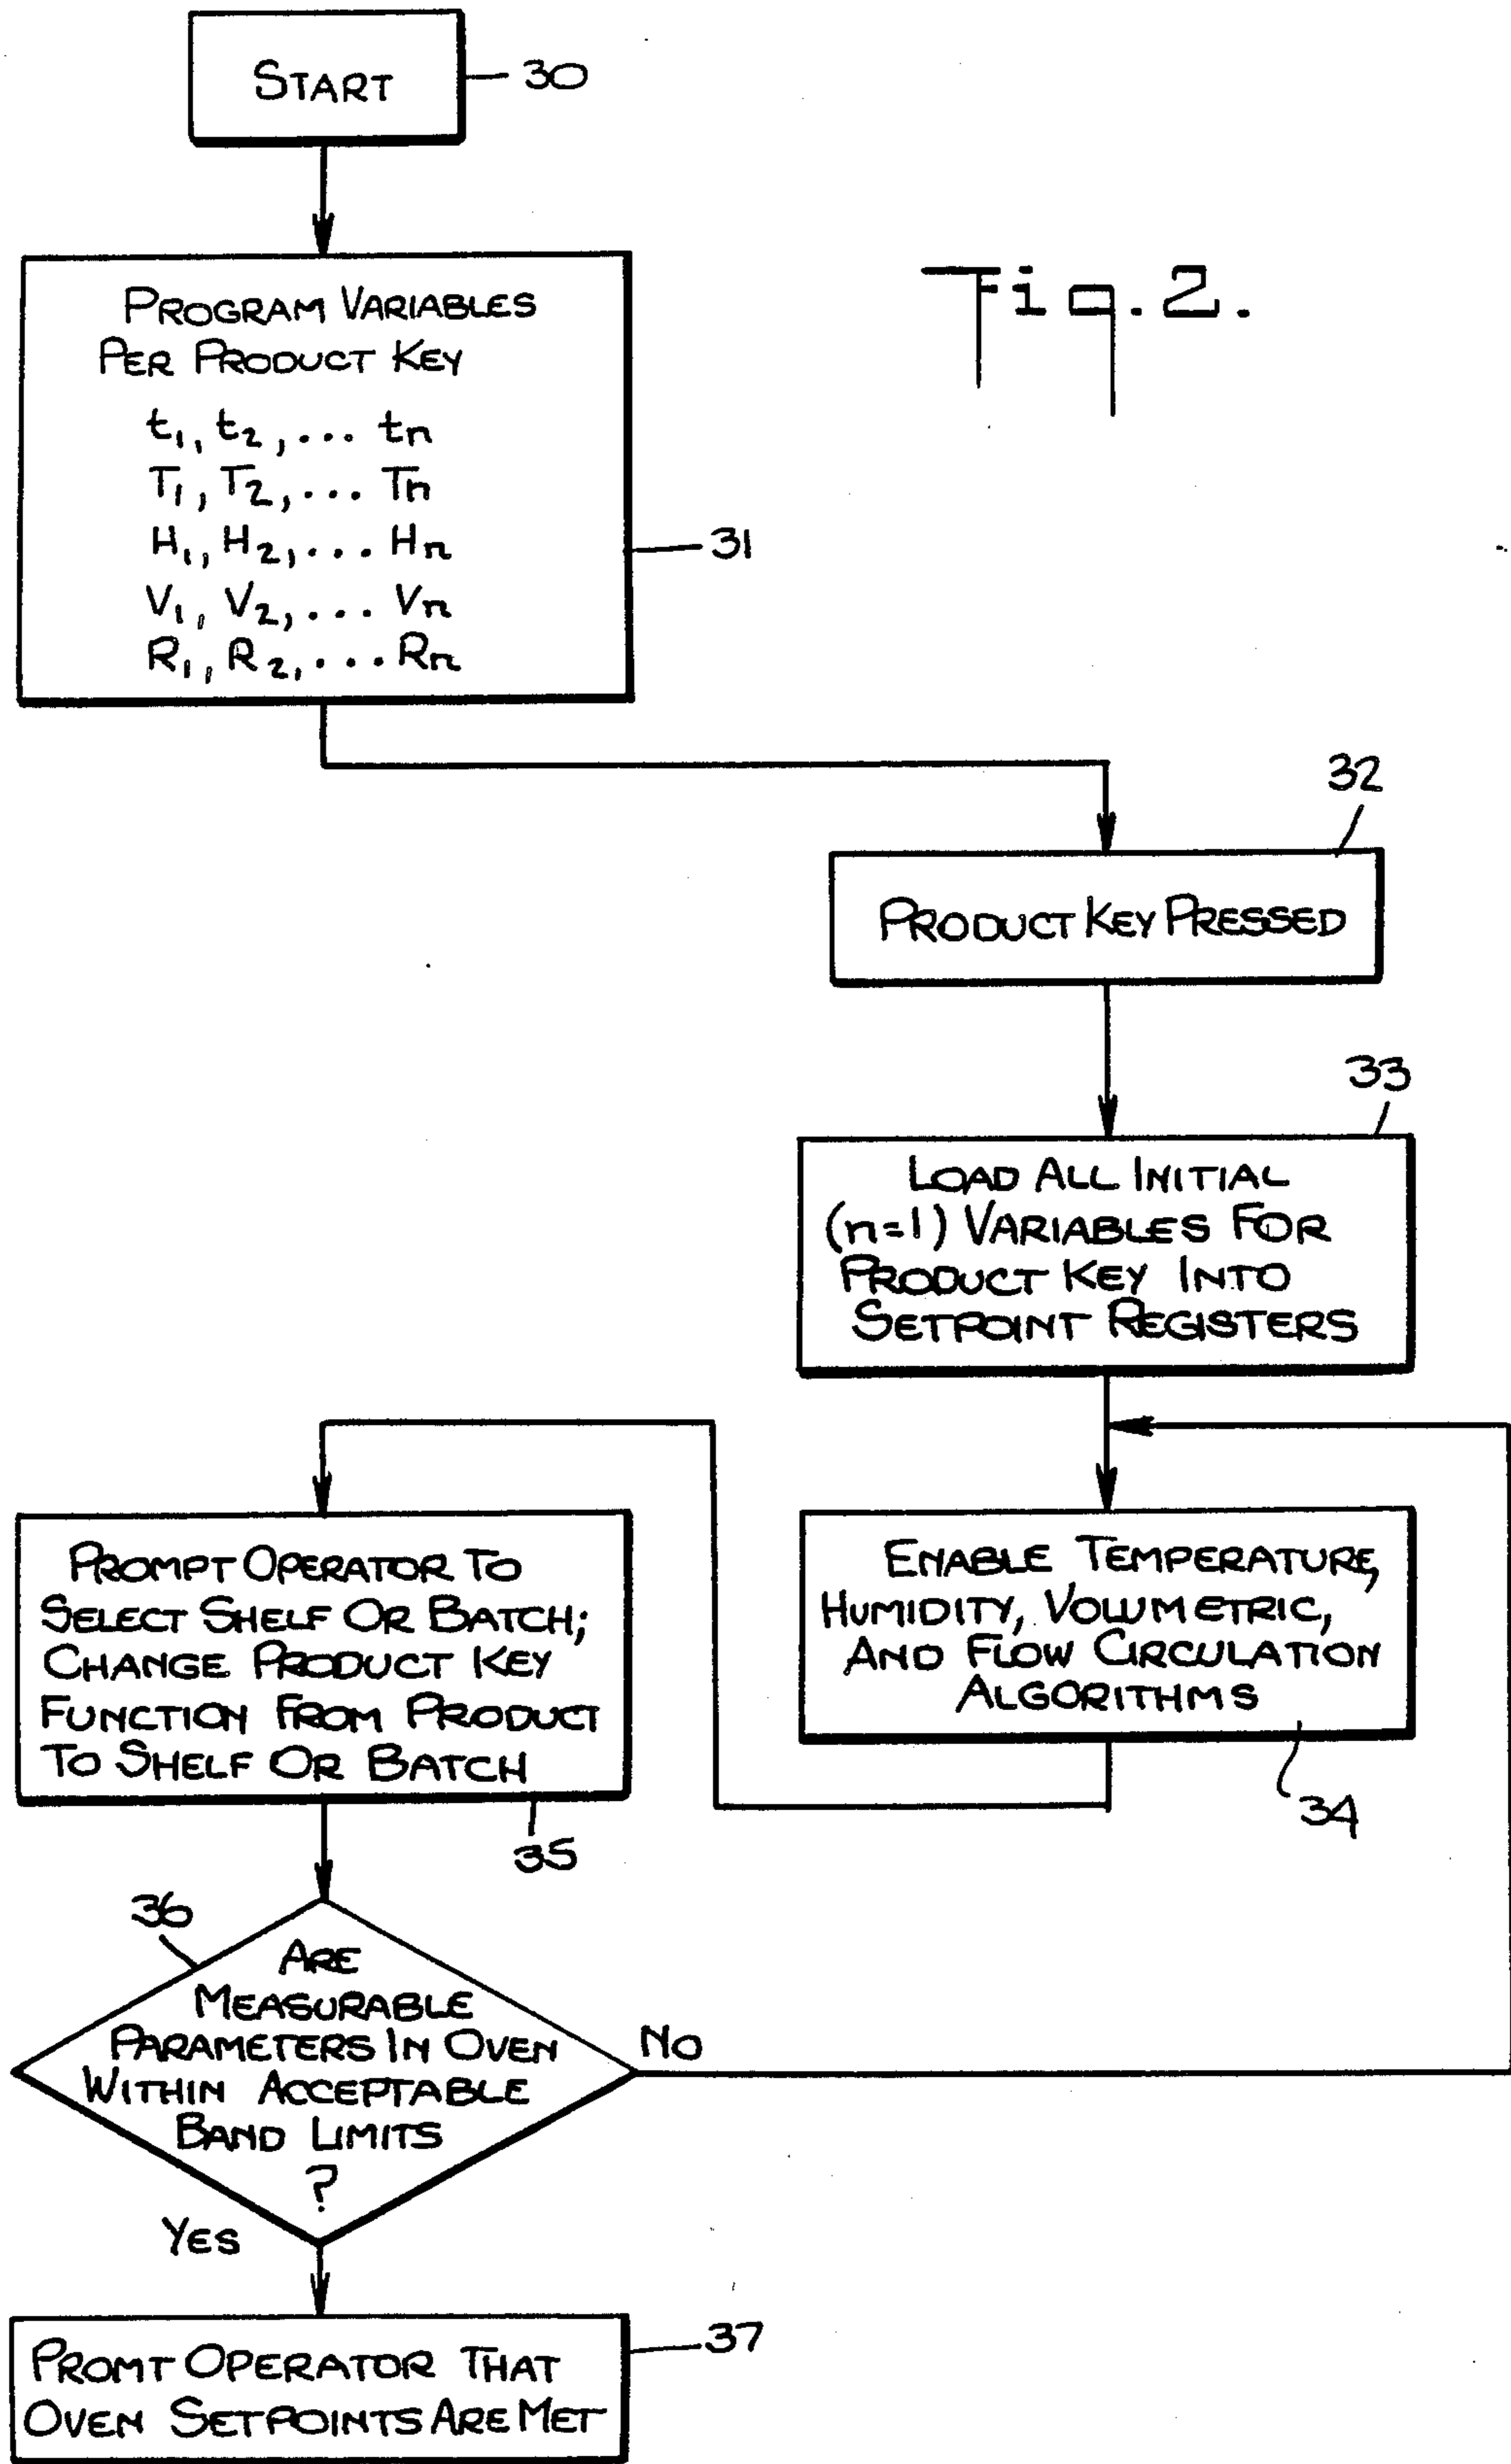 START
30
Fig. 2.
PROGRAM VARIABLES
PER PRODUCT KEY
t₁, t₂, ... tn
T₁, T₂, ... Tn
H₁, H₂, ... Hn
V₁, V₂, ... Vn
R₁, R₂, ... Rn
31
32
PRODUCT KEY PRESSED
33
LOAD ALL INITIAL
(n=1) VARIABLES FOR
PRODUCT KEY INTO
SETPOINT REGISTERS
ENABLE TEMPERATURE,
HUMIDITY, VOLUMETRIC,
AND FLOW CIRCULATION
ALGORITHMS
34
PROMPT OPERATOR TO
SELECT SHELF OR BATCH;
CHANGE PRODUCT KEY
FUNCTION FROM PRODUCT
TO SHELF OR BATCH
35
36
ARE
MEASURABLE
PARAMETERS IN OVEN
WITHIN ACCEPTABLE
BAND LIMITS
?
NO
YES
PROMT OPERATOR THAT
OVEN SETPOINTS ARE MET
37